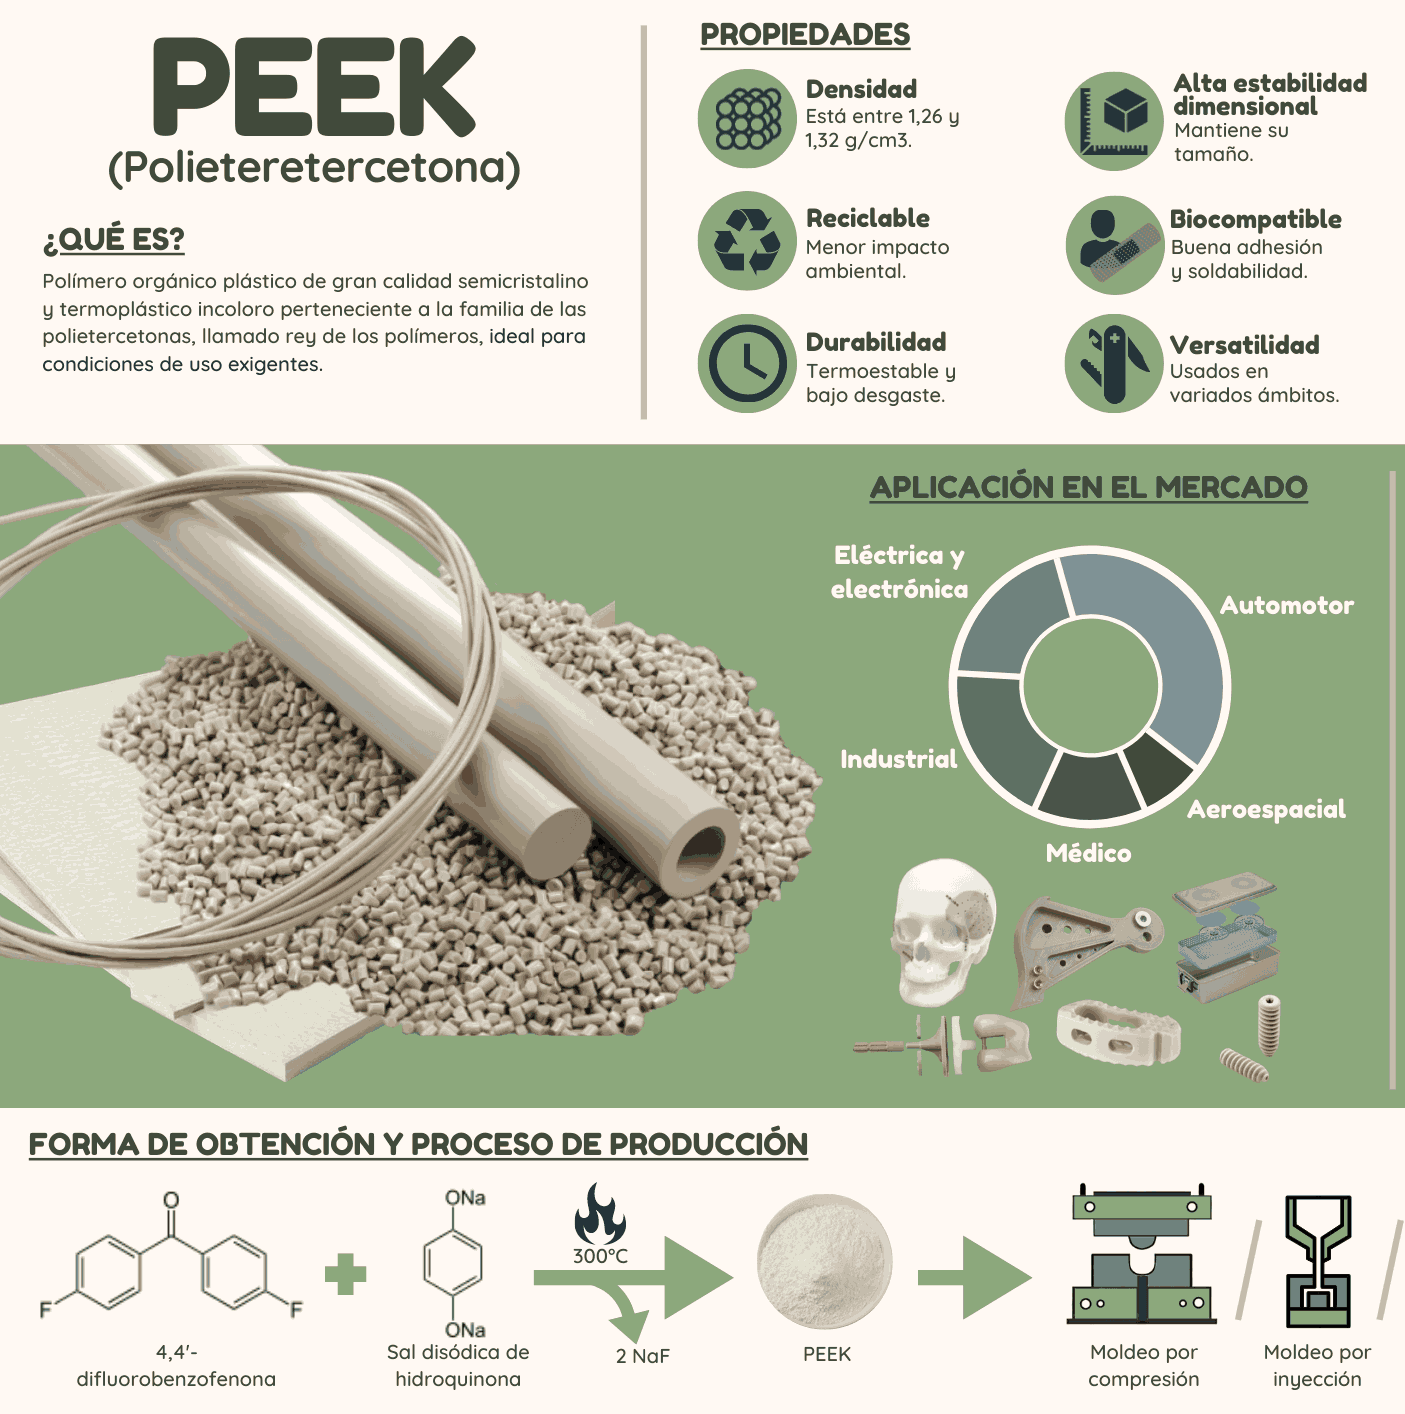 PEEK
(Polieteretercetona)
¿QUÉ ES?
Polímero orgánico plástico de gran calidad semicristalino
y termoplástico incoloro perteneciente a la familia de las
polietercetonas, llamado rey de los polímeros, ideal para
condiciones de uso exigentes.
PROPIEDADES
Densidad
Está entre 1,26 y
1,32 g/cm3.
Alta estabilidad
dimensional
Mantiene su
tamaño.
Reciclable
Menor impacto
ambiental.
Biocompatible
Buena adhesión
y soldabilidad.
Durabilidad
Termoestable y
bajo desgaste.
Versatilidad
Usados en
variados ámbitos.
APLICACIÓN EN EL MERCADO
Eléctrica y
electrónica
Automotor
Industrial
Aeroespacial
Médico
FORMA DE OBTENCIÓN Y PROCESO DE PRODUCCIÓN
O
F
F
4,4'-
difluorobenzofenona
ONa
ONa
Sal disódica de
hidroquinona
300°C
2 NaF
PEEK
Moldeo por
compresión
Moldeo por
inyección